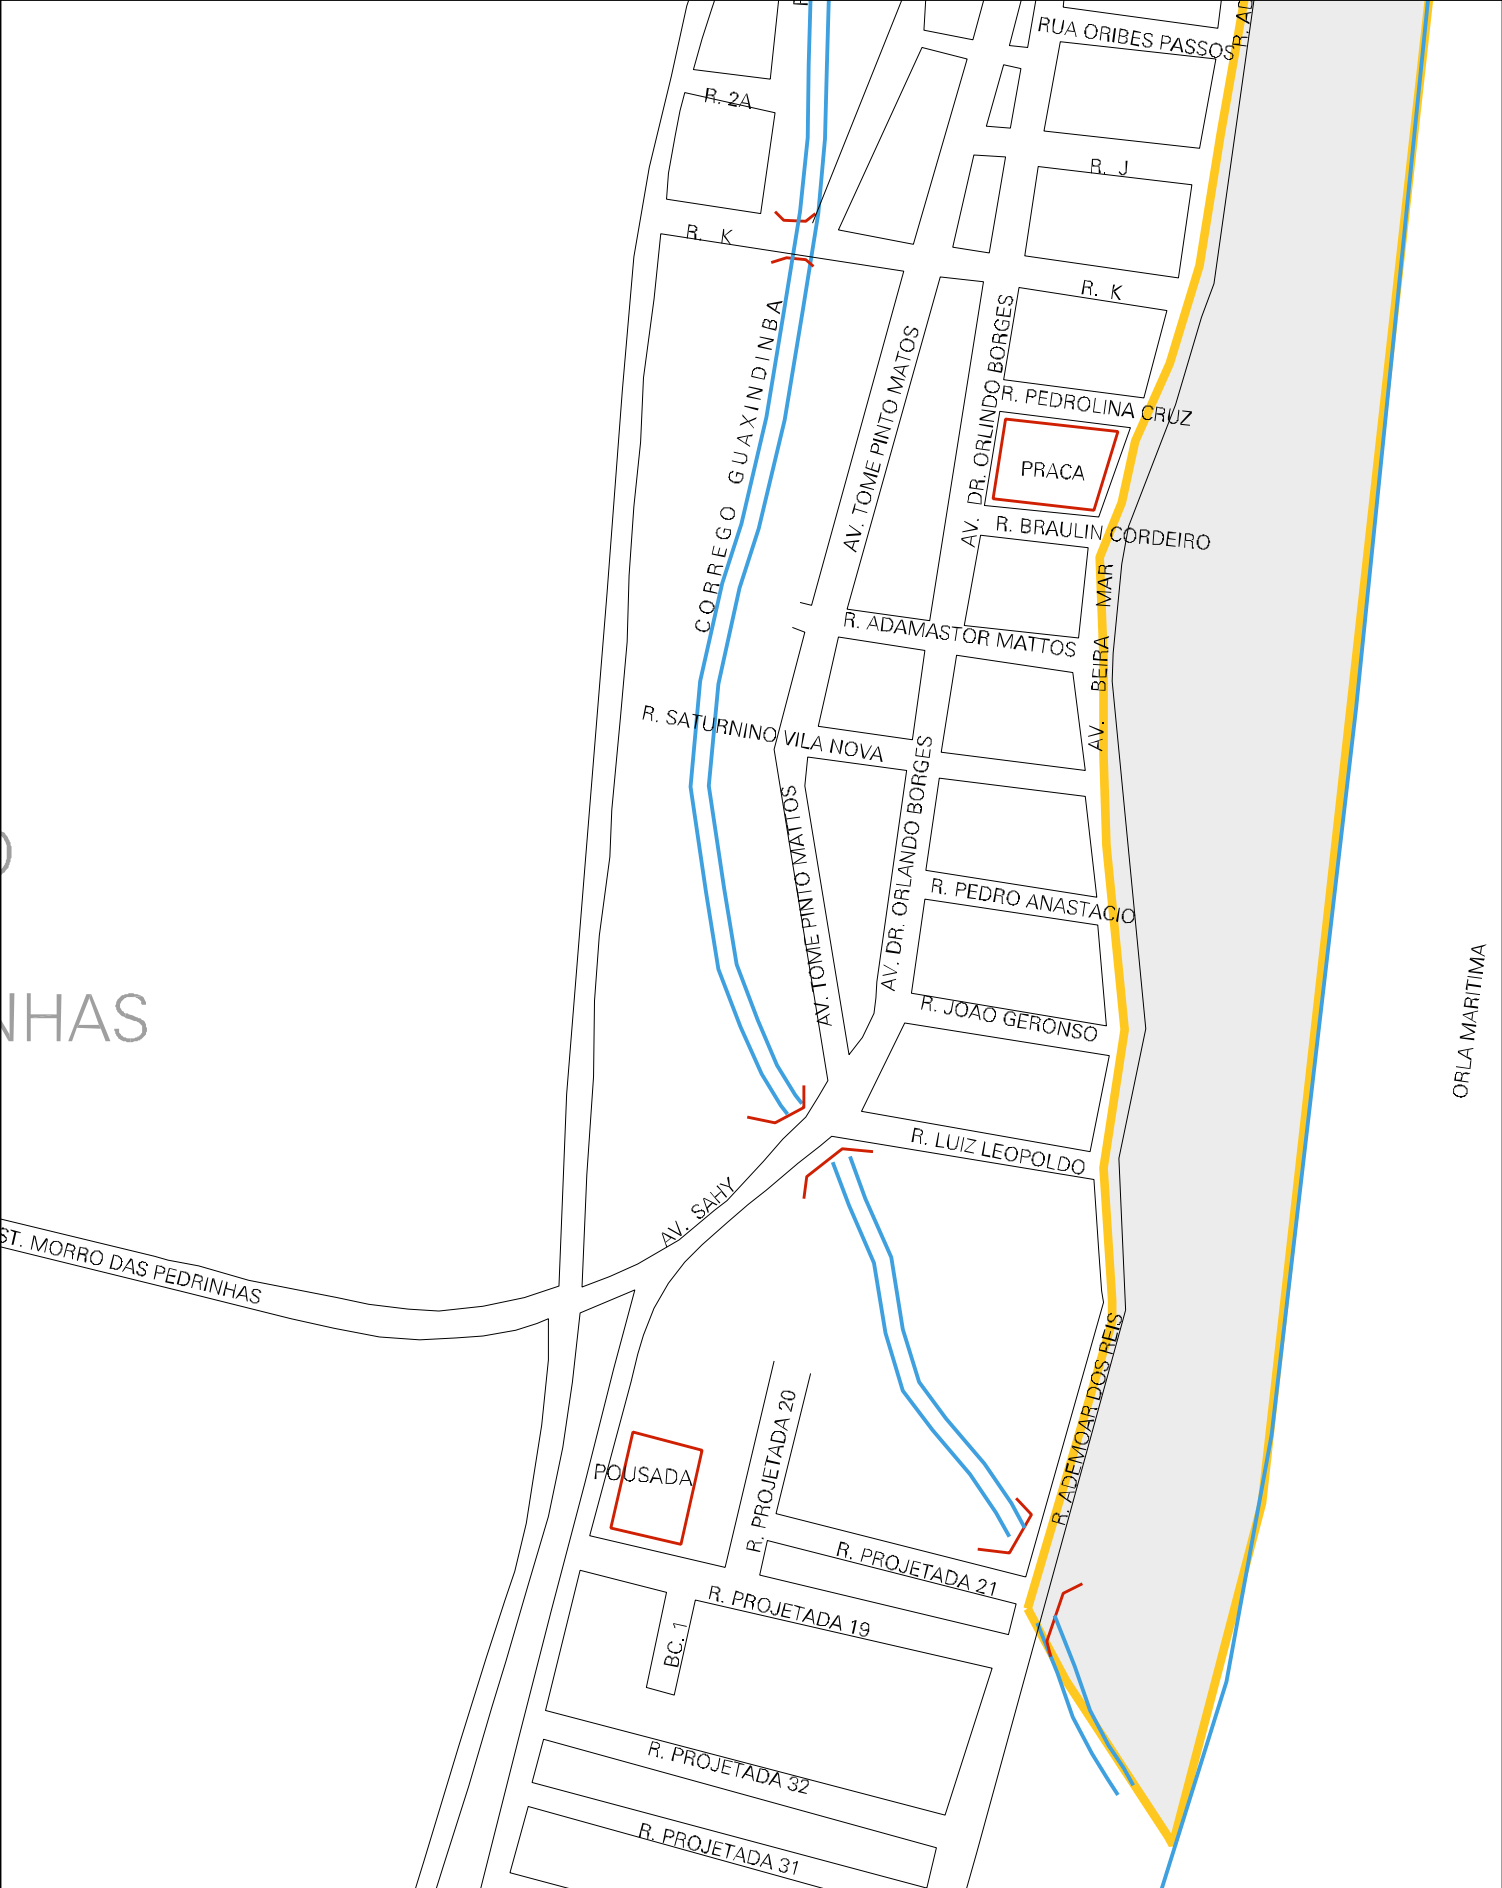 RUA ORIBES PASSOS
R. 2A
R. J
R. K
R. K
CORREGO GUAXINDINBA
AV. TOME PINTO MATOS
AV. DR. ORLINDO BORGES
R. PEDROLINA CRUZ
PRACA
R. BRAULIN CORDEIRO
AV. BEIRA MAR
R. ADAMASTOR MATTOS
R. SATURNINO VILA NOVA
AV. TOME PINTO MATTOS
AV. DR. ORLANDO BORGES
R. PEDRO ANASTACIO
R. JOAO GERONSO
NHAS
ORLA MARITIMA
R. LUIZ LEOPOLDO
AV. SAHY
ST. MORRO DAS PEDRINHAS
R. ADEMOAR DOS REIS
R. PROJETADA 20
POUSADA
R. PROJETADA 21
R. PROJETADA 19
BC. 1
R. PROJETADA 32
R. PROJETADA 31